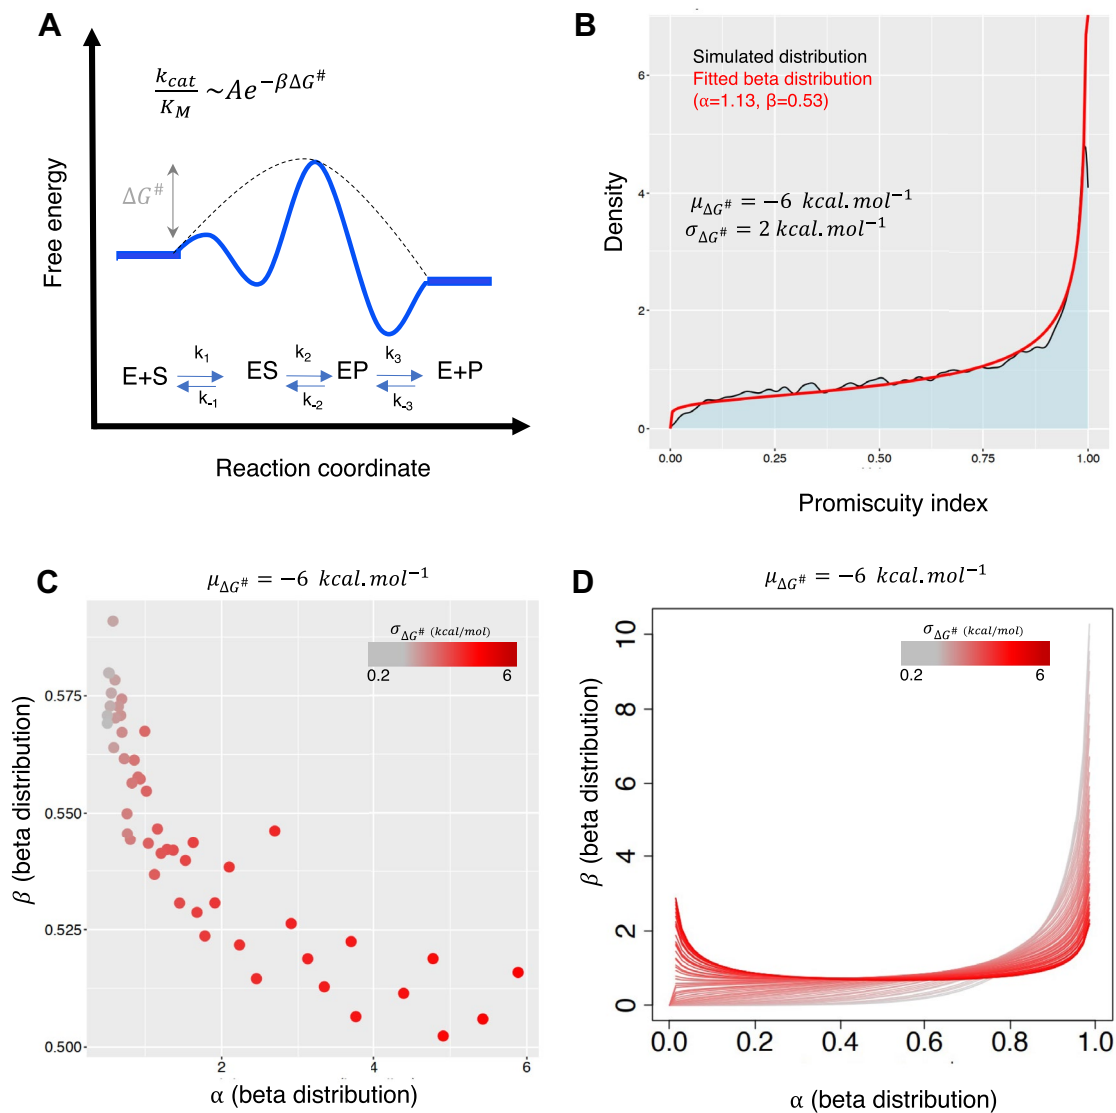 A
k_cat/K_M ~Ae^−βΔG^#
ΔG^#
Free energy
E+S k1 k-1 ES k2 k-2 EP k3 k-3 E+P
Reaction coordinate
B
Simulated distribution
Fitted beta distribution
(α=1.13, β=0.53)
μ_ΔG^# = −6 kcal.mol^−1
σ_ΔG^# = 2 kcal.mol^−1
Density
6
4
2
0
0.00 0.25 0.50 0.75 1.00
Promiscuity index
C
μ_ΔG^# = −6 kcal.mol^−1
σ_ΔG^# (kcal/mol)
0.2 6
β (beta distribution)
0.575
0.550
0.525
0.500
2 4 6
α (beta distribution)
D
μ_ΔG^# = −6 kcal.mol^−1
σ_ΔG^# (kcal/mol)
0.2 6
β (beta distribution)
10
8
6
4
2
0
0.0 0.2 0.4 0.6 0.8 1.0
α (beta distribution)